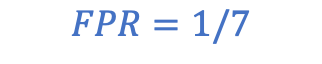 FPR = 1/7